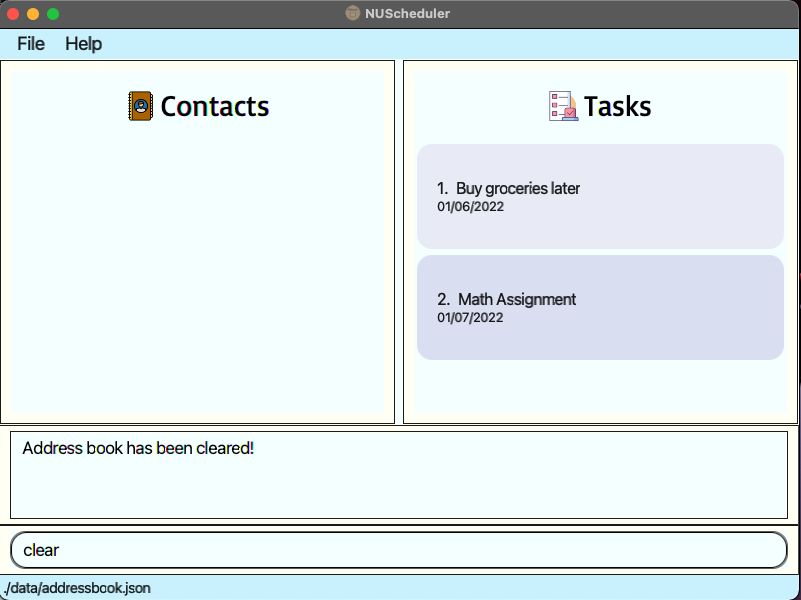 NUScheduler
File Help
Contacts
Tasks
1. Buy groceries later
01/06/2022
2. Math Assignment
01/07/2022
Address book has been cleared!
clear
./data/addressbook.json